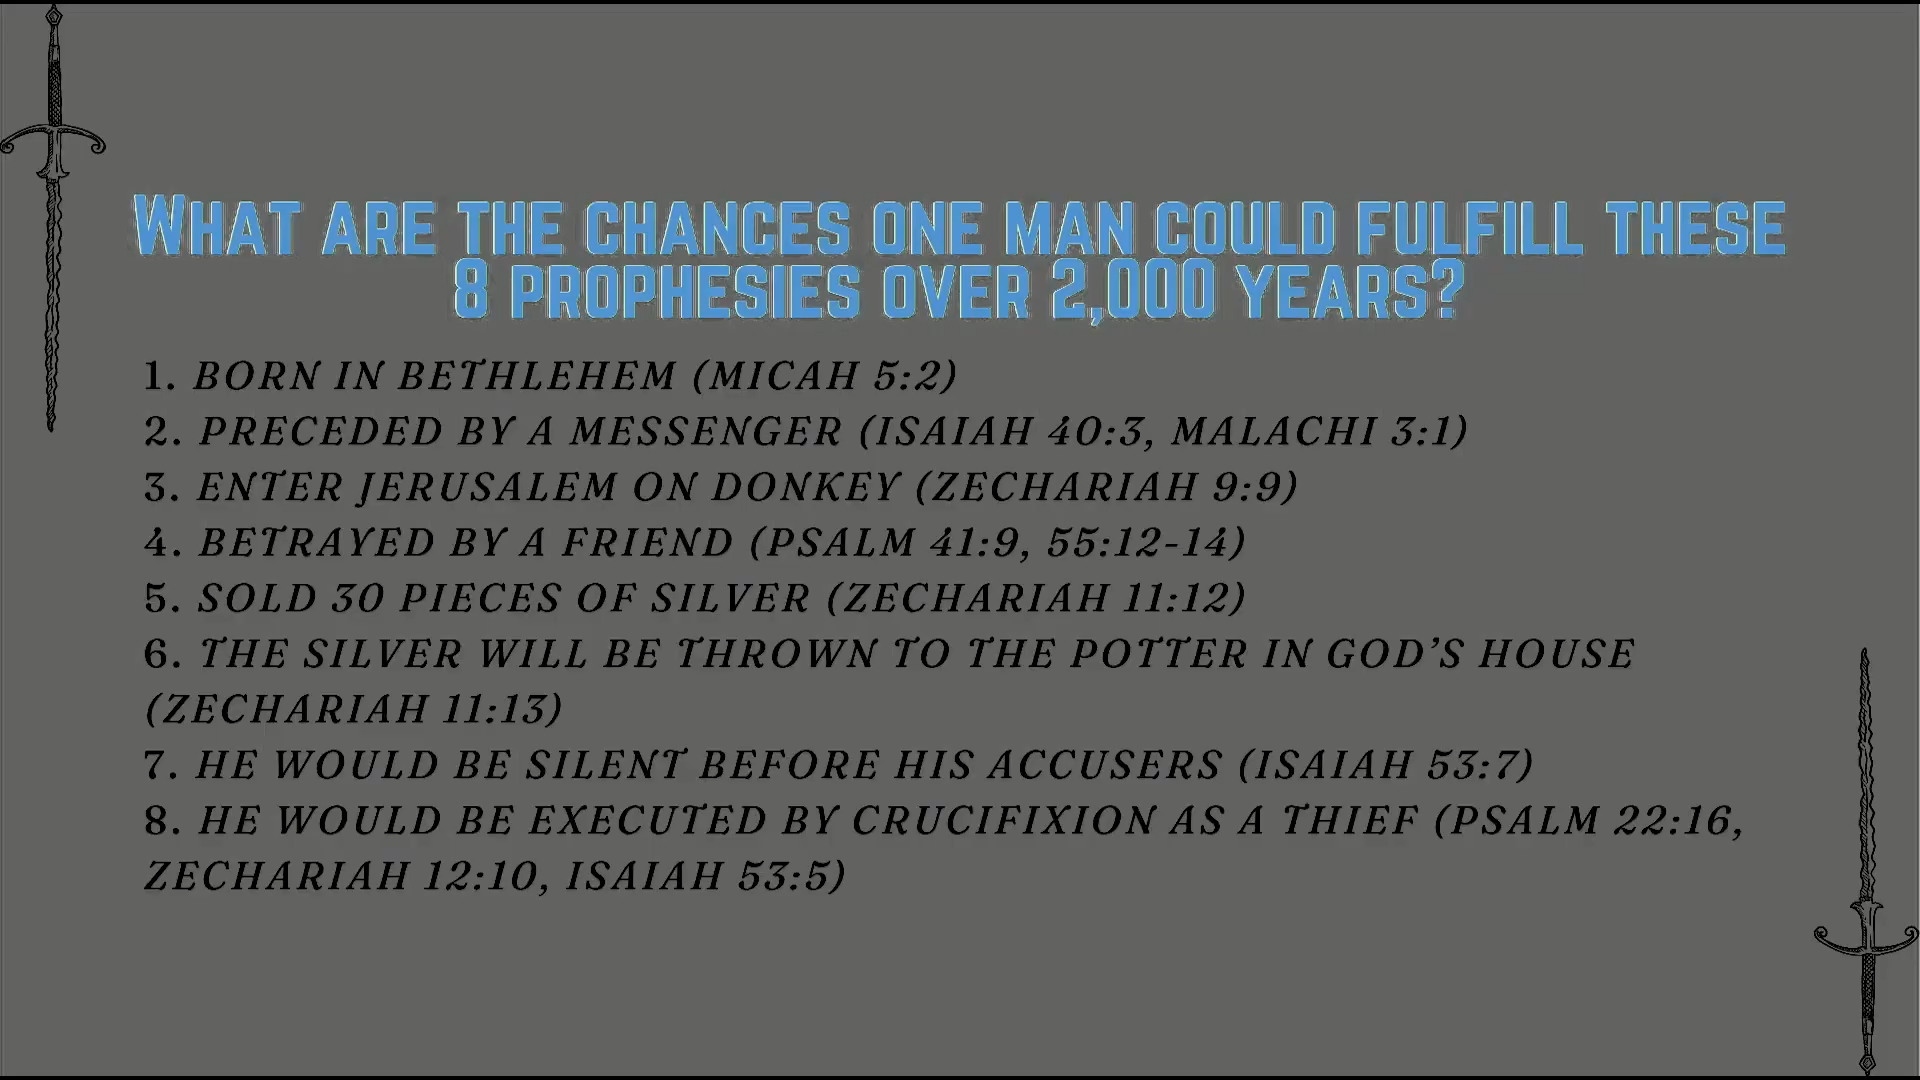 WHAT ARE THE CHANCES ONE MAN COULD FULFILL THESE
8 PROPHESIES OVER 2,000 YEARS?
1. BORN IN BETHLEHEM (MICAH 5:2)
2. PRECEDED BY A MESSENGER (ISAIAH 40:3, MALACHI 3:1)
3. ENTER JERUSALEM ON DONKEY (ZECHARIAH 9:9)
4. BETRAYED BY A FRIEND (PSALM 41:9, 55:12-14)
5. SOLD 30 PIECES OF SILVER (ZECHARIAH 11:12)
6. THE SILVER WILL BE THROWN TO THE POTTER IN GOD’S HOUSE
(ZECHARIAH 11:13)
7. HE WOULD BE SILENT BEFORE HIS ACCUSERS (ISAIAH 53:7)
8. HE WOULD BE EXECUTED BY CRUCIFIXION AS A THIEF (PSALM 22:16,
ZECHARIAH 12:10, ISAIAH 53:5)